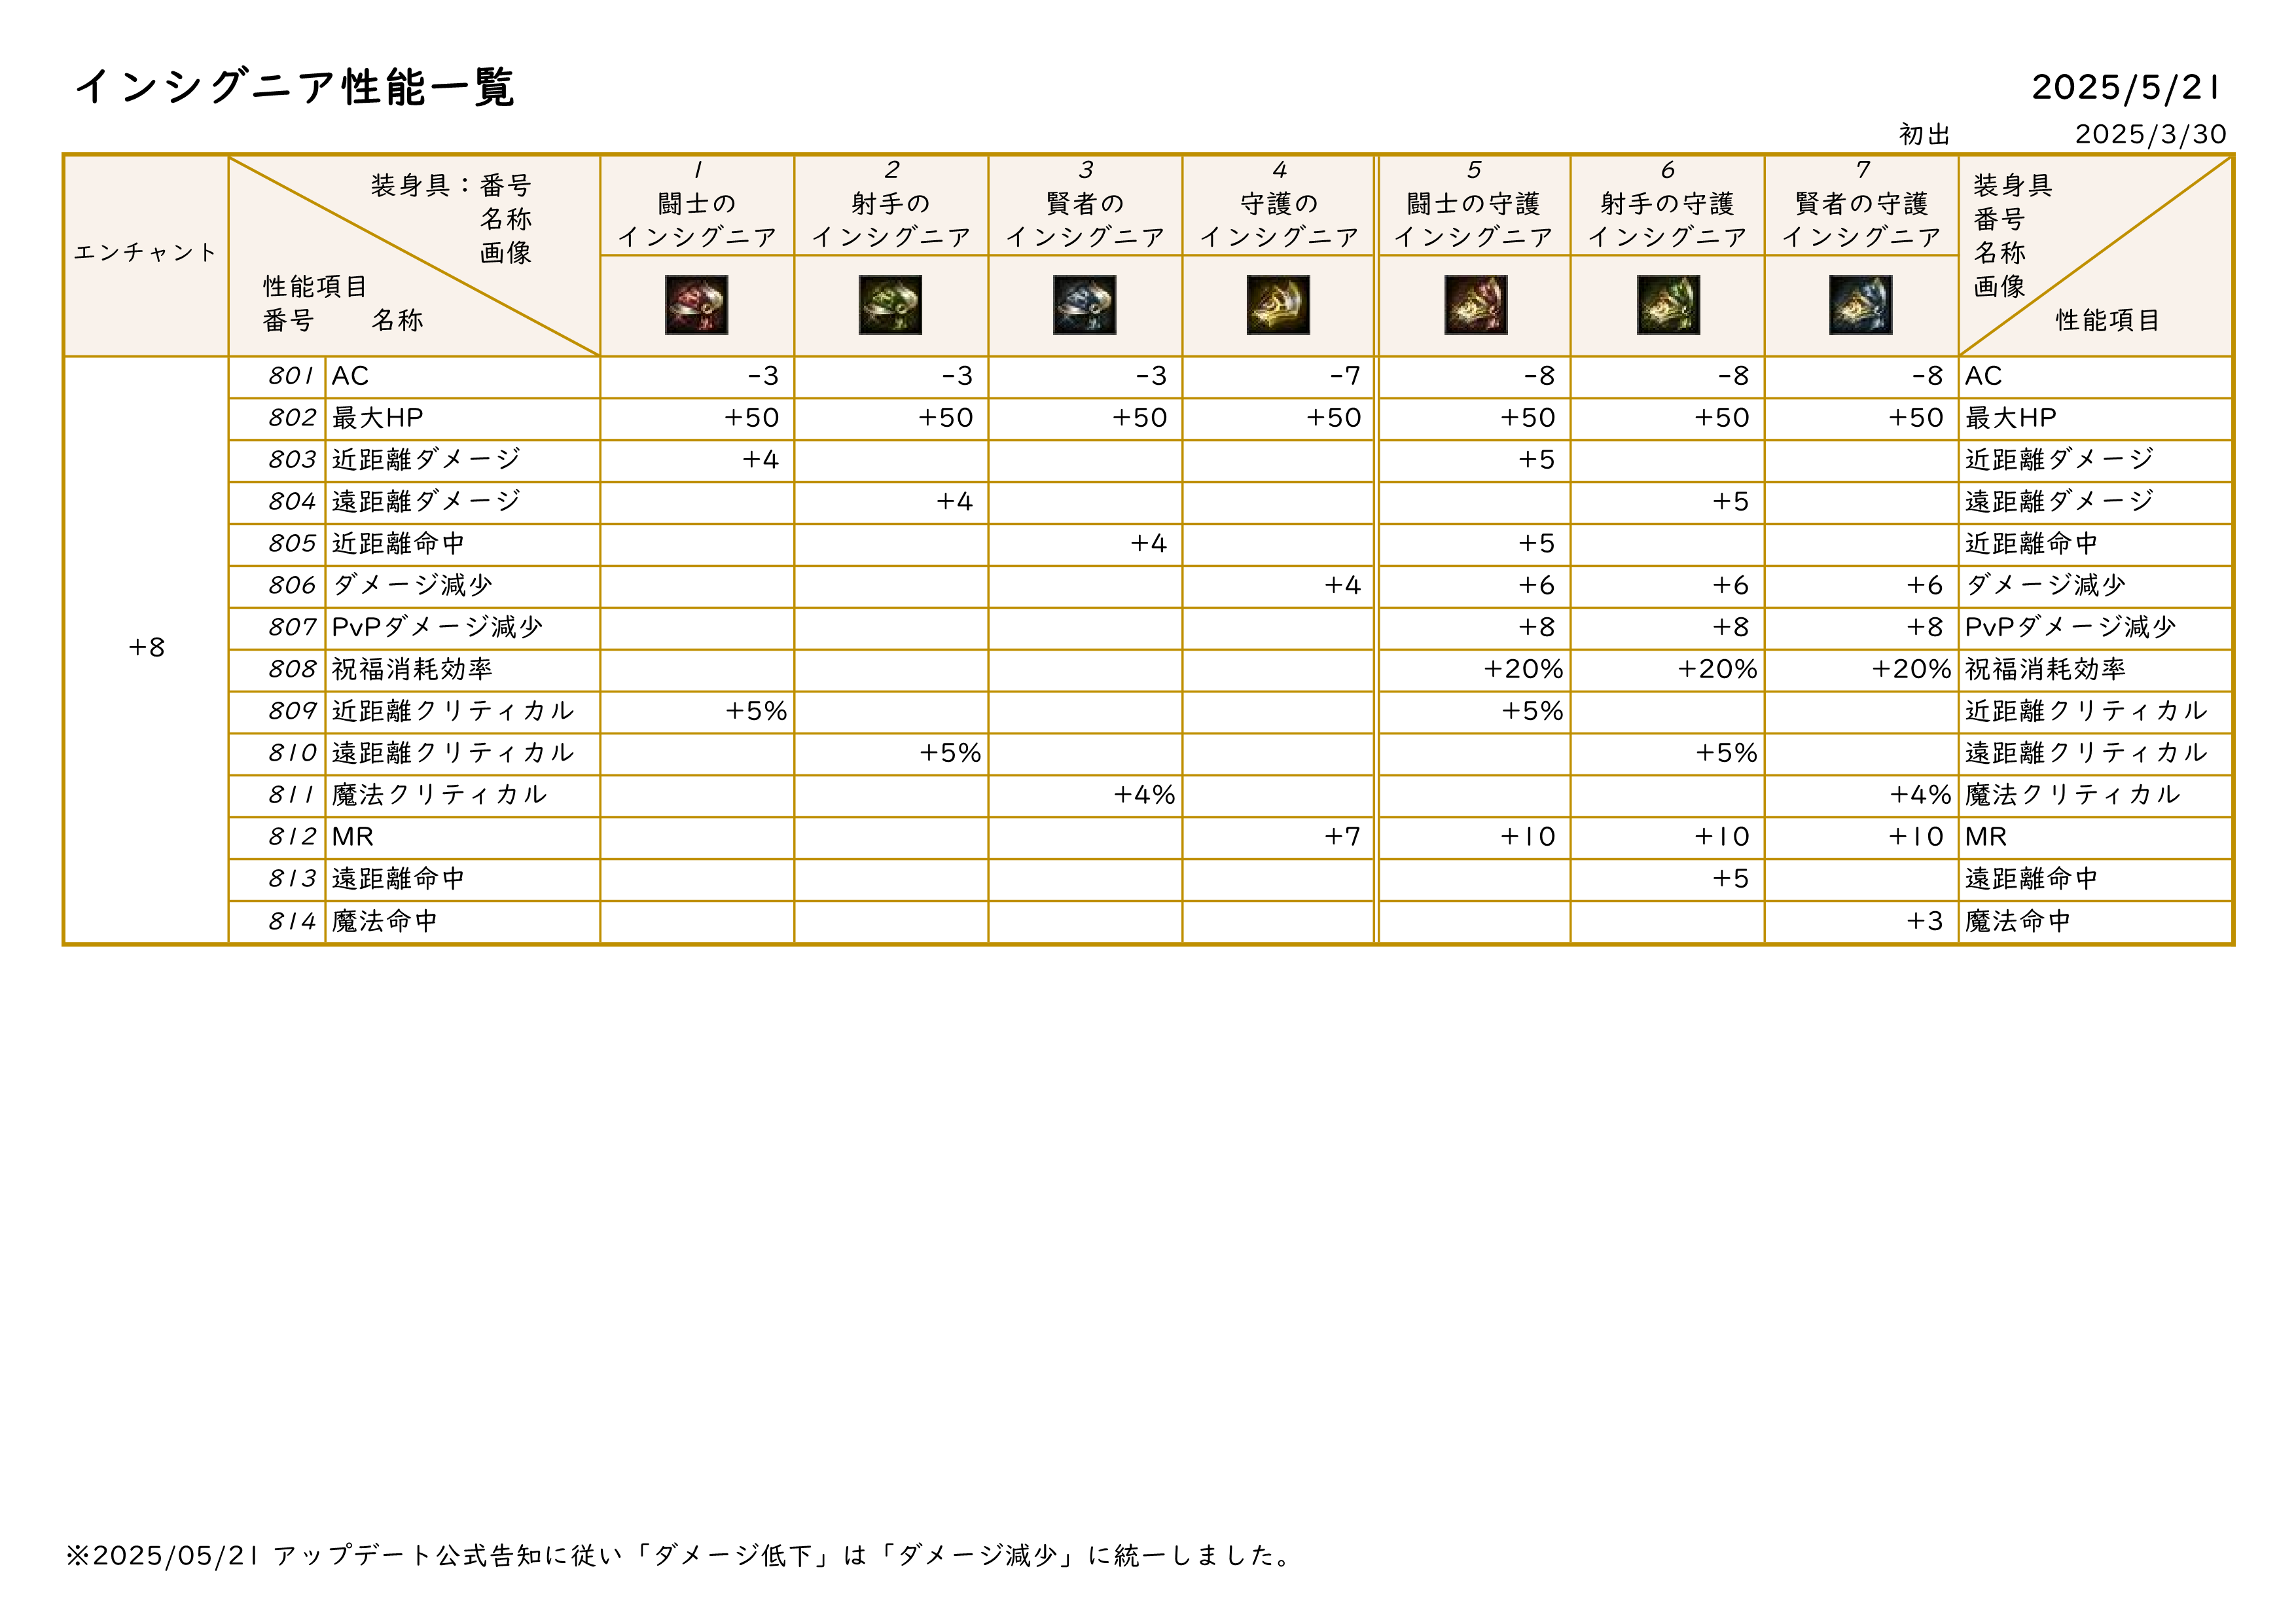 インシグニア性能一覧
2025/5/21
初出 2025/3/30
エンチャント
装身具：番号
名称
画像
性能項目
番号 名称
1 2 3 4 5 6 7
闘士の 射手の 賢者の 守護の 闘士の守護 射手の守護 賢者の守護
インシグニア インシグニア インシグニア インシグニア インシグニア インシグニア インシグニア
装身具
番号
名称
画像
性能項目
+8
801 AC -3 -3 -3 -7 -8 -8 -8 AC
802 最大HP +50 +50 +50 +50 +50 +50 +50 最大HP
803 近距離ダメージ +4 +5 近距離ダメージ
804 遠距離ダメージ +4 +5 遠距離ダメージ
805 近距離命中 +4 +5 近距離命中
806 ダメージ減少 +4 +6 +6 +6 ダメージ減少
807 PvPダメージ減少 +8 +8 +8 PvPダメージ減少
808 祝福消耗効率 +20% +20% +20% 祝福消耗効率
809 近距離クリティカル +5% +5% 近距離クリティカル
810 遠距離クリティカル +5% +5% 遠距離クリティカル
811 魔法クリティカル +4% +4% 魔法クリティカル
812 MR +7 +10 +10 +10 MR
813 遠距離命中 +5 遠距離命中
814 魔法命中 +3 魔法命中
※2025/05/21 アップデート公式告知に従い「ダメージ低下」は「ダメージ減少」に統一しました。